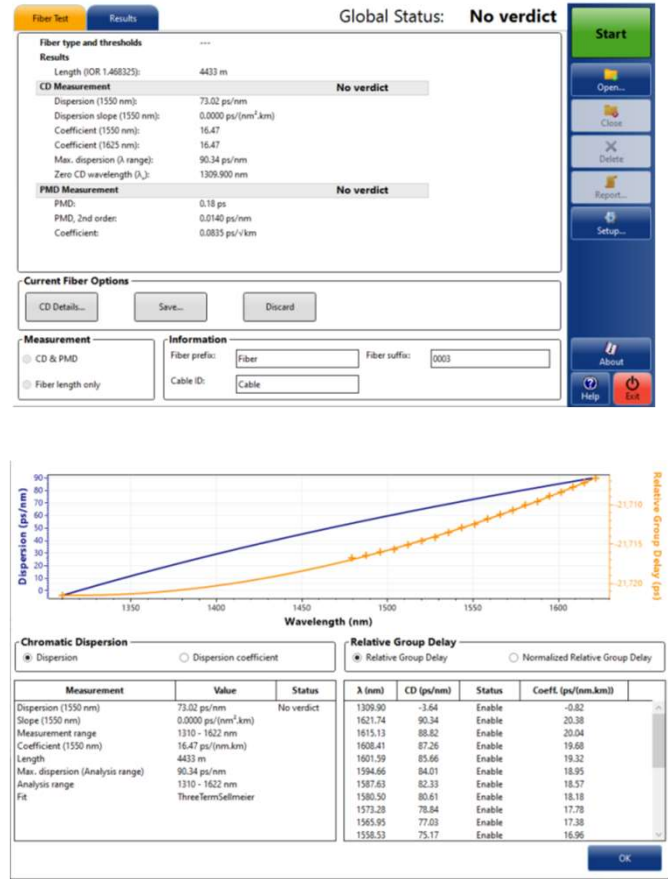 Fiber Test Results Global Status: No verdict
Start
Fiber type and thresholds ---
Results
Length (IOR 1.468325): 4433 m
CD Measurement No verdict
Dispersion (1550 nm): 73.02 ps/nm
Dispersion slope (1550 nm): 0.0000 ps/(nm².km)
Coefficient (1550 nm): 16.47
Coefficient (1625 nm): 16.47
Max. dispersion (λ range): 90.34 ps/nm
Zero CD wavelength (λ₀): 1309.900 nm
PMD Measurement No verdict
PMD: 0.18 ps
PMD, 2nd order: 0.0140 ps/nm
Coefficient: 0.0835 ps/√km
Open...
Close
Delete
Report...
Setup...
Current Fiber Options
CD Details... Save... Discard
Measurement
CD & PMD
Fiber length only
Information
Fiber prefix: Fiber Fiber suffix: 0003
Cable ID: Cable
About
Help Exit
Dispersion (ps/nm)
90
80
70
60
50
40
30
20
10
0
1350 1400 1450 1500 1550 1600
Wavelength (nm)
-21,710
-21,715
-21,720
Relative Group Delay (ps)
Chromatic Dispersion
Dispersion Dispersion coefficient
Relative Group Delay
Relative Group Delay Normalized Relative Group Delay
Measurement Value Status
Dispersion (1550 nm) 73.02 ps/nm No verdict
Slope (1550 nm) 0.0000 ps/(nm².km)
Measurement range 1310 - 1622 nm
Coefficient (1550 nm) 16.47 ps/(nm.km)
Length 4433 m
Max. dispersion (Analysis range) 90.34 ps/nm
Analysis range 1310 - 1622 nm
Fit ThreeTermSellmeier
λ (nm) CD (ps/nm) Status Coeff. (ps/(nm.km))
1309.90 -3.64 Enable -0.82
1621.74 90.34 Enable 20.38
1615.13 88.82 Enable 20.04
1608.41 87.26 Enable 19.68
1601.59 85.66 Enable 19.32
1594.66 84.01 Enable 18.95
1587.63 82.33 Enable 18.57
1580.50 80.61 Enable 18.18
1573.28 78.84 Enable 17.78
1565.95 77.03 Enable 17.38
1558.53 75.17 Enable 16.96
OK